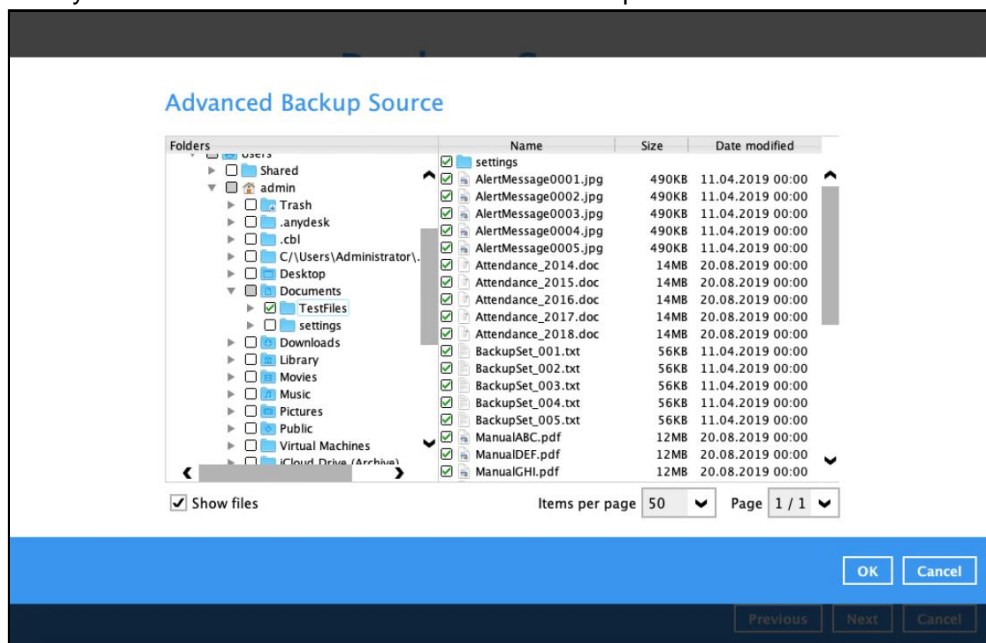 Advanced Backup Source
Folders
Name Size Date modified
Users
Shared
admin
Trash
.anydesk
.cbl
C/\Users\Administrator\.
Desktop
Documents
TestFiles
settings
Downloads
Library
Movies
Music
Pictures
Public
Virtual Machines
iCloud Drive (Archive)
settings
AlertMessage0001.jpg 490KB 11.04.2019 00:00
AlertMessage0002.jpg 490KB 11.04.2019 00:00
AlertMessage0003.jpg 490KB 11.04.2019 00:00
AlertMessage0004.jpg 490KB 11.04.2019 00:00
AlertMessage0005.jpg 490KB 11.04.2019 00:00
Attendance_2014.doc 14MB 20.08.2019 00:00
Attendance_2015.doc 14MB 20.08.2019 00:00
Attendance_2016.doc 14MB 20.08.2019 00:00
Attendance_2017.doc 14MB 20.08.2019 00:00
Attendance_2018.doc 14MB 20.08.2019 00:00
BackupSet_001.txt 56KB 11.04.2019 00:00
BackupSet_002.txt 56KB 11.04.2019 00:00
BackupSet_003.txt 56KB 11.04.2019 00:00
BackupSet_004.txt 56KB 11.04.2019 00:00
BackupSet_005.txt 56KB 11.04.2019 00:00
ManualABC.pdf 12MB 20.08.2019 00:00
ManualDEF.pdf 12MB 20.08.2019 00:00
ManualGHI.pdf 12MB 20.08.2019 00:00
Show files
Items per page 50 Page 1 / 1
OK Cancel
Previous Next Cancel